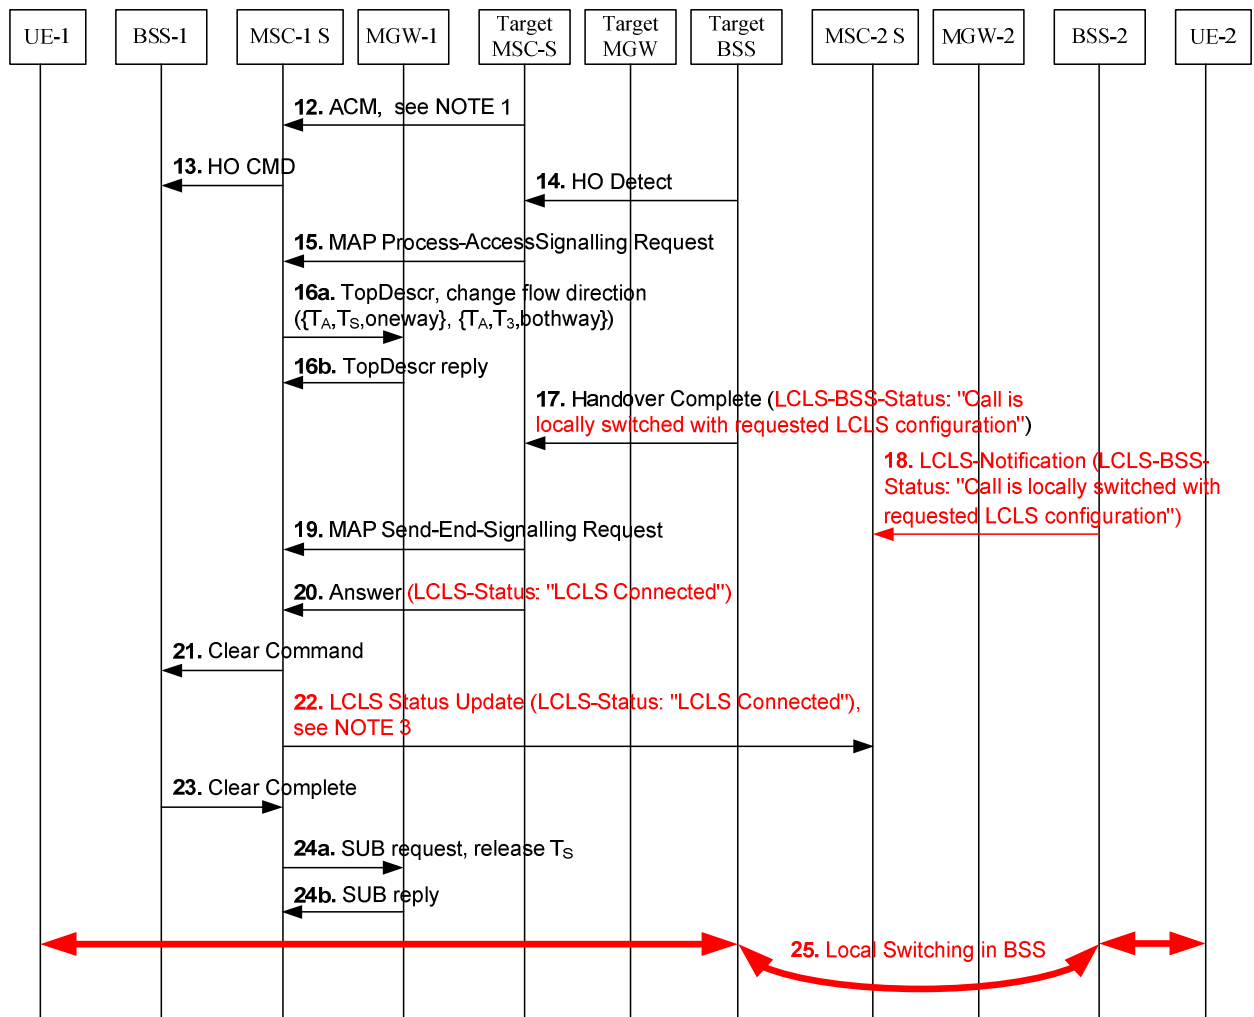 UE-1
BSS-1
MSC-1 S
MGW-1
Target
MSC-S
Target
MGW
Target
BSS
MSC-2 S
MGW-2
BSS-2
UE-2
12. ACM, see NOTE 1
13. HO CMD
14. HO Detect
15. MAP Process-AccessSignalling Request
16a. TopDescr, change flow direction
({TA,TS,oneway}, {TA,T3,bothway})
16b. TopDescr reply
17. Handover Complete (LCLS-BSS-Status: "Call is
locally switched with requested LCLS configuration")
18. LCLS-Notification (LCLS-BSS-
Status: "Call is locally switched with
requested LCLS configuration")
19. MAP Send-End-Signalling Request
20. Answer (LCLS-Status: "LCLS Connected")
21. Clear Command
22. LCLS Status Update (LCLS-Status: "LCLS Connected"),
see NOTE 3
23. Clear Complete
24a. SUB request, release TS
24b. SUB reply
25. Local Switching in BSS